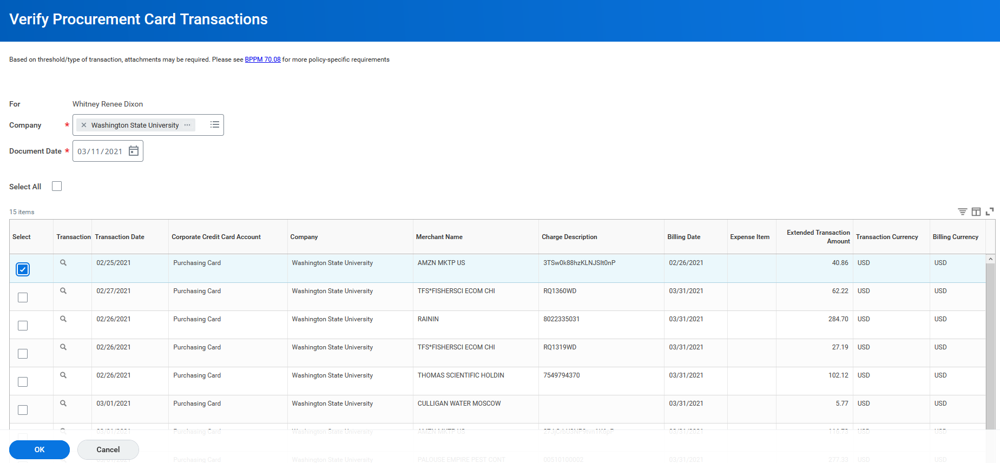 Verify Procurement Card Transactions
Based on threshold/type of transaction, attachments may be required. Please see BPPM 70.08 for more policy-specific requirements
For Whitney Renee Dixon
Company * × Washington State University ···
Document Date * 03/11/2021
Select All
15 items
Select Transaction Transaction Date Corporate Credit Card Account Company Merchant Name Charge Description Billing Date Expense Item Extended Transaction Amount Transaction Currency Billing Currency
02/25/2021 Purchasing Card Washington State University AMZN MKTP US 3TSw0k88hzKLNJSIt0nP 02/26/2021 40.86 USD USD
02/27/2021 Purchasing Card Washington State University TFS*FISHERSCI ECOM CHI RQ1360WD 03/31/2021 62.22 USD USD
02/26/2021 Purchasing Card Washington State University RAININ 8022335031 03/31/2021 284.70 USD USD
02/26/2021 Purchasing Card Washington State University TFS*FISHERSCI ECOM CHI RQ1319WD 03/31/2021 27.19 USD USD
02/26/2021 Purchasing Card Washington State University THOMAS SCIENTIFIC HOLDIN 7549794370 03/31/2021 102.12 USD USD
03/01/2021 Purchasing Card Washington State University CULLIGAN WATER MOSCOW 03/31/2021 5.77 USD USD
03/01/2021 Purchasing Card Washington State University AMZN MKTP US 03/31/2021 USD USD
OK Cancel
03/01/2021 Purchasing Card Washington State University PALOUSE EMPIRE PEST CONT 00510100002 03/31/2021 277.33 USD USD